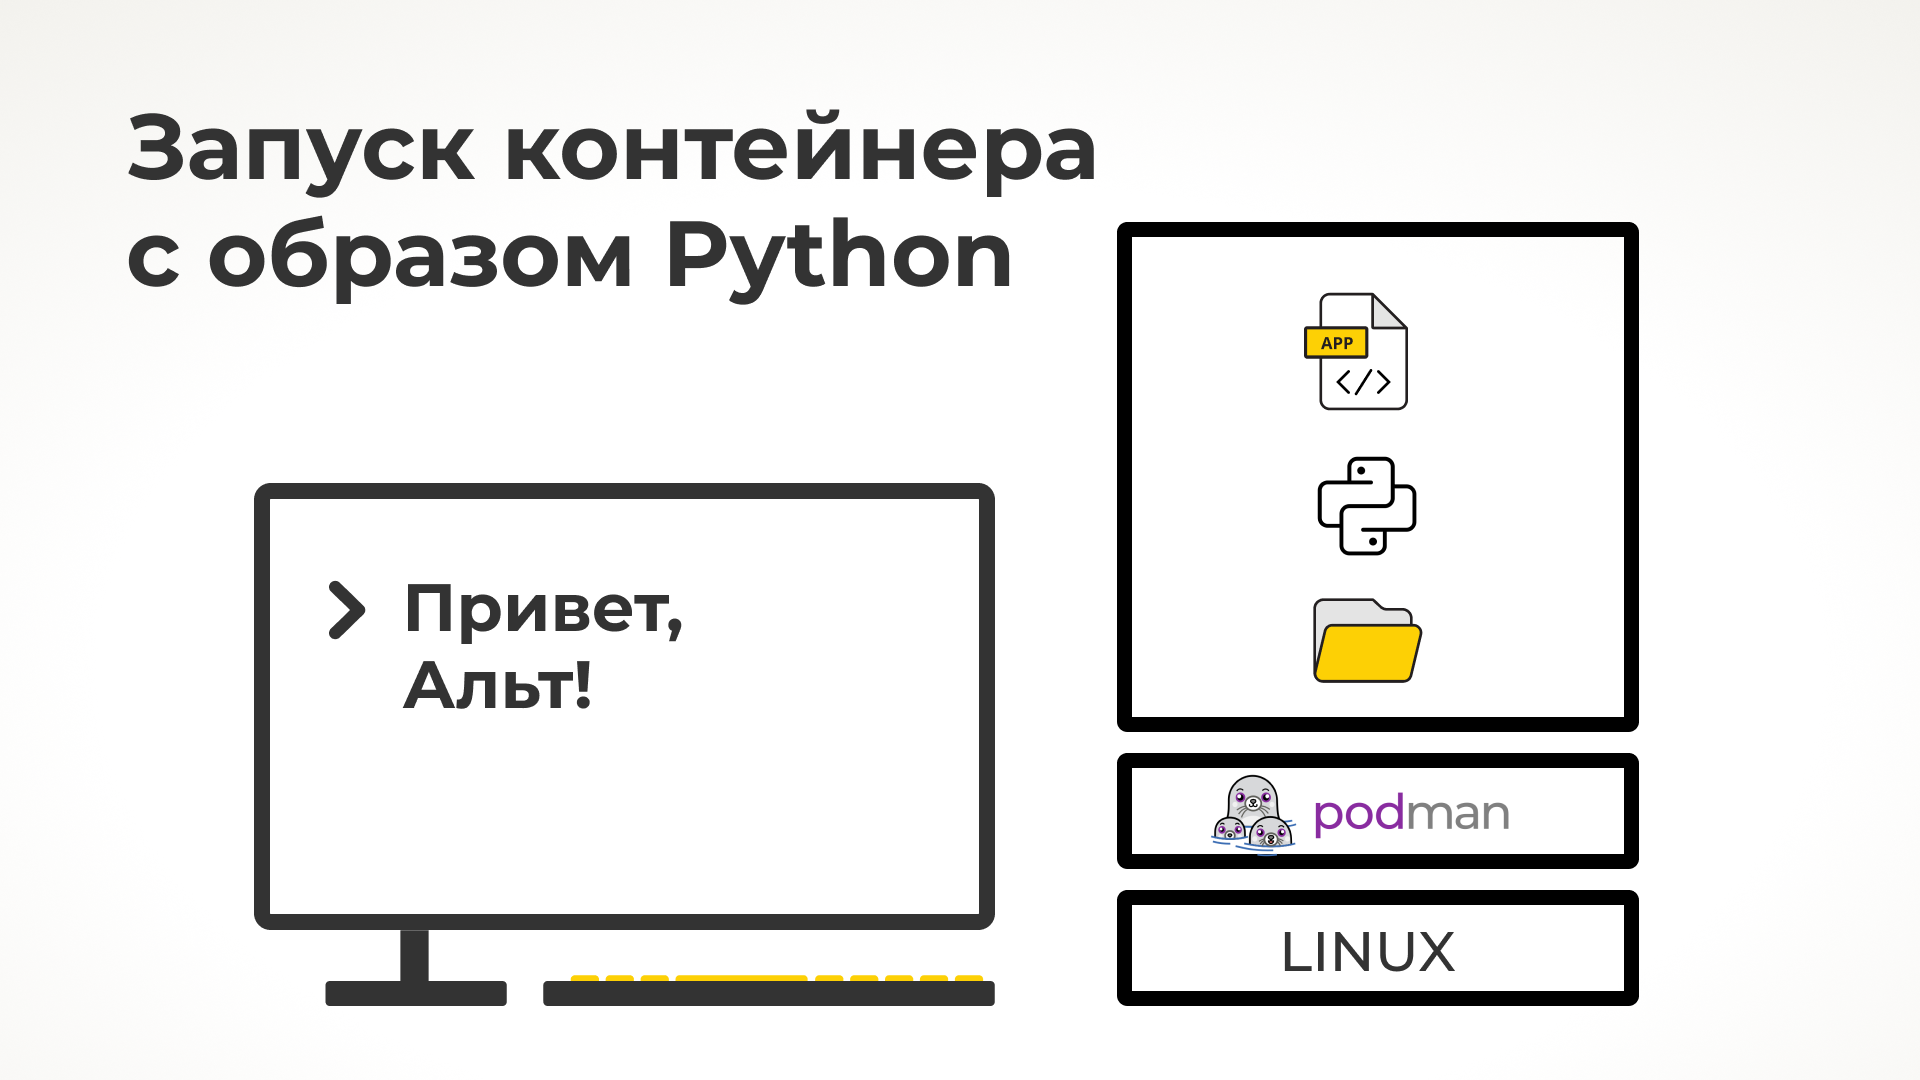 Запуск контейнера
с образом Python
APP
</>
Привет,
Альт!
podman
LINUX